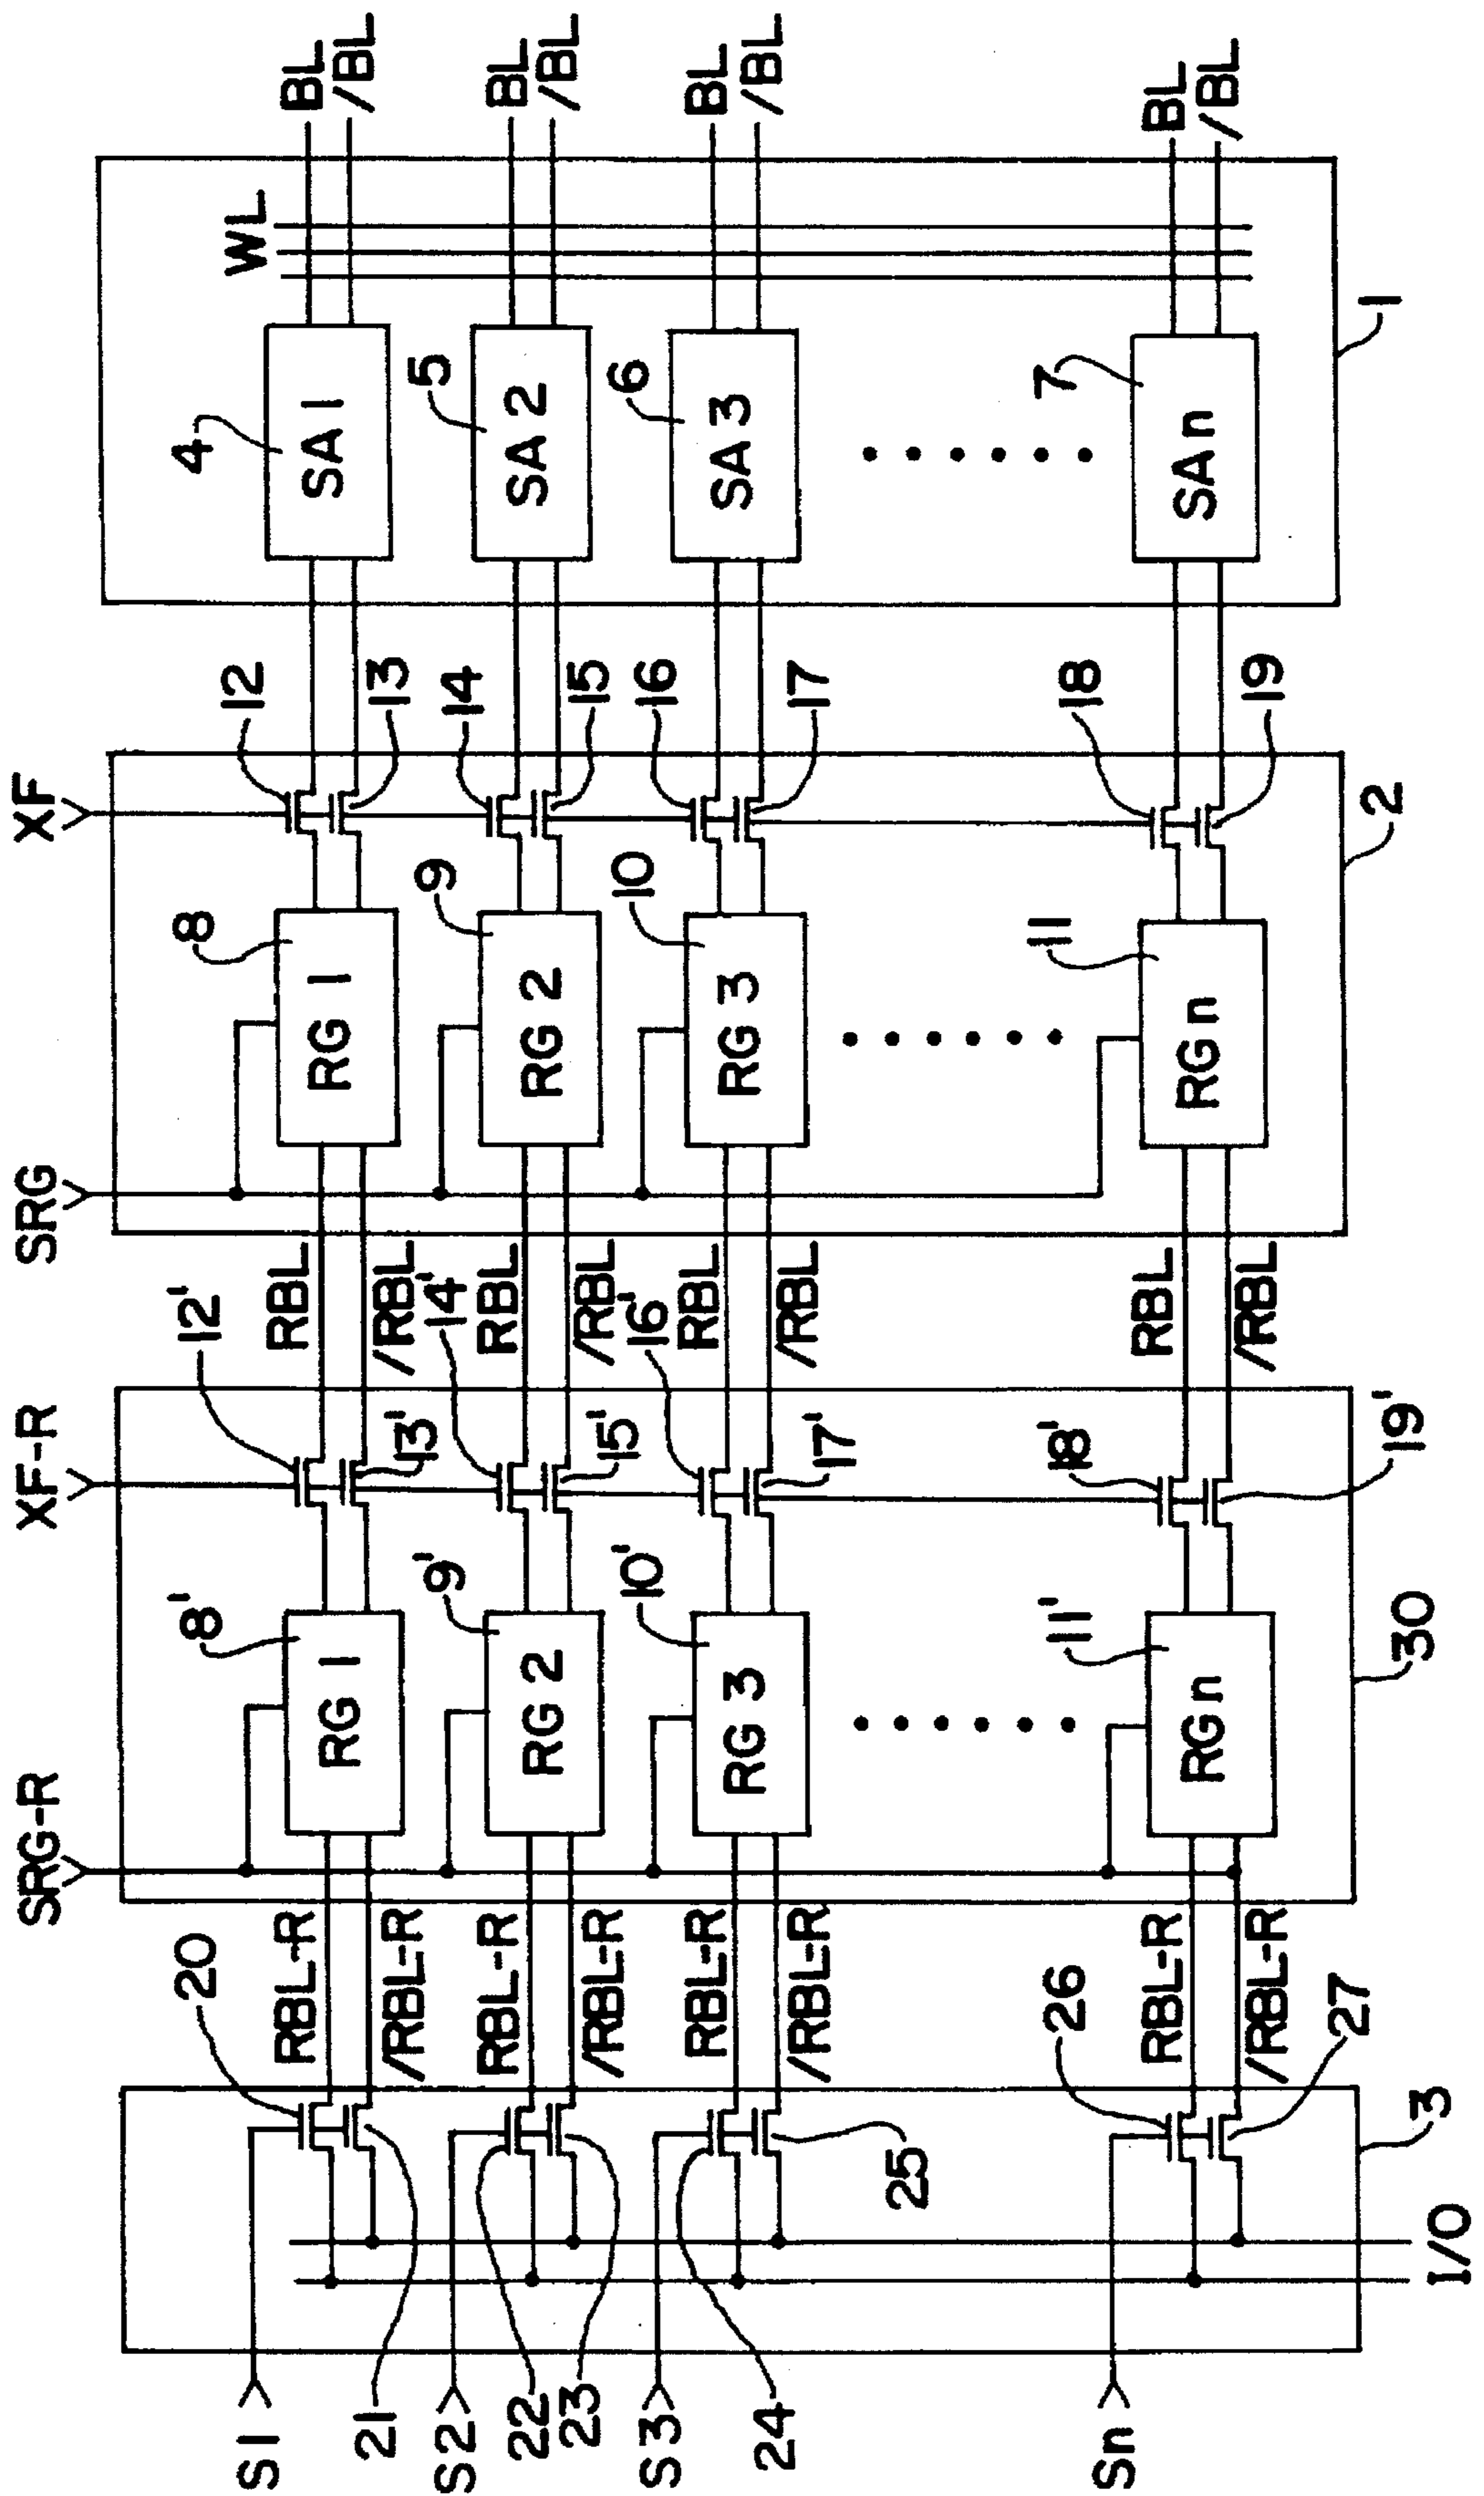 SRG-R XF-R SRG XF
20 8' 12' 8 4
S1 12 WL
RBL-R RBL BL
RG 1 RG 1 SA 1
21 /RBL-R 13' /RBL 13 /BL
S2 9' 14' 9 14 5
22 RBL-R RG 2 RBL RG 2 SA 2 BL
23 /RBL-R 15' /RBL 15 /BL
S3 10' 16' 10 16 6
RBL-R RBL BL
RG 3 RG 3 SA 3
24 /RBL-R 17' /RBL 17 /BL
25
26 11' 18' 11 18 7
Sn RBL-R RBL BL
RG n RG n SA n
/RBL-R /RBL 19 /BL
27 19'
3 30 2 1
I/O